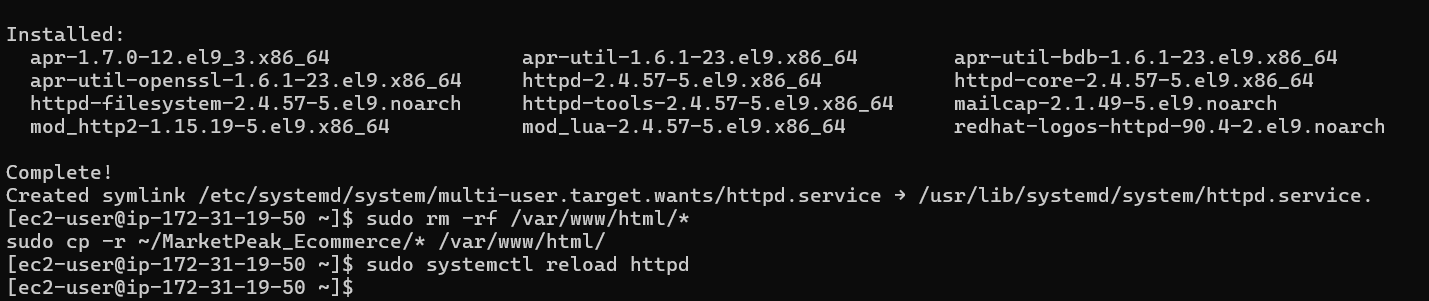 Installed:
  apr-1.7.0-12.el9_3.x86_64                apr-util-1.6.1-23.el9.x86_64        apr-util-bdb-1.6.1-23.el9.x86_64
  apr-util-openssl-1.6.1-23.el9.x86_64     httpd-2.4.57-5.el9.x86_64           httpd-core-2.4.57-5.el9.x86_64
  httpd-filesystem-2.4.57-5.el9.noarch     httpd-tools-2.4.57-5.el9.x86_64     mailcap-2.1.49-5.el9.noarch
  mod_http2-1.15.19-5.el9.x86_64           mod_lua-2.4.57-5.el9.x86_64         redhat-logos-httpd-90.4-2.el9.noarch
Complete!
Created symlink /etc/systemd/system/multi-user.target.wants/httpd.service → /usr/lib/systemd/system/httpd.service.
[ec2-user@ip-172-31-19-50 ~]$ sudo rm -rf /var/www/html/*
sudo cp -r ~/MarketPeak_Ecommerce/* /var/www/html/
[ec2-user@ip-172-31-19-50 ~]$ sudo systemctl reload httpd
[ec2-user@ip-172-31-19-50 ~]$